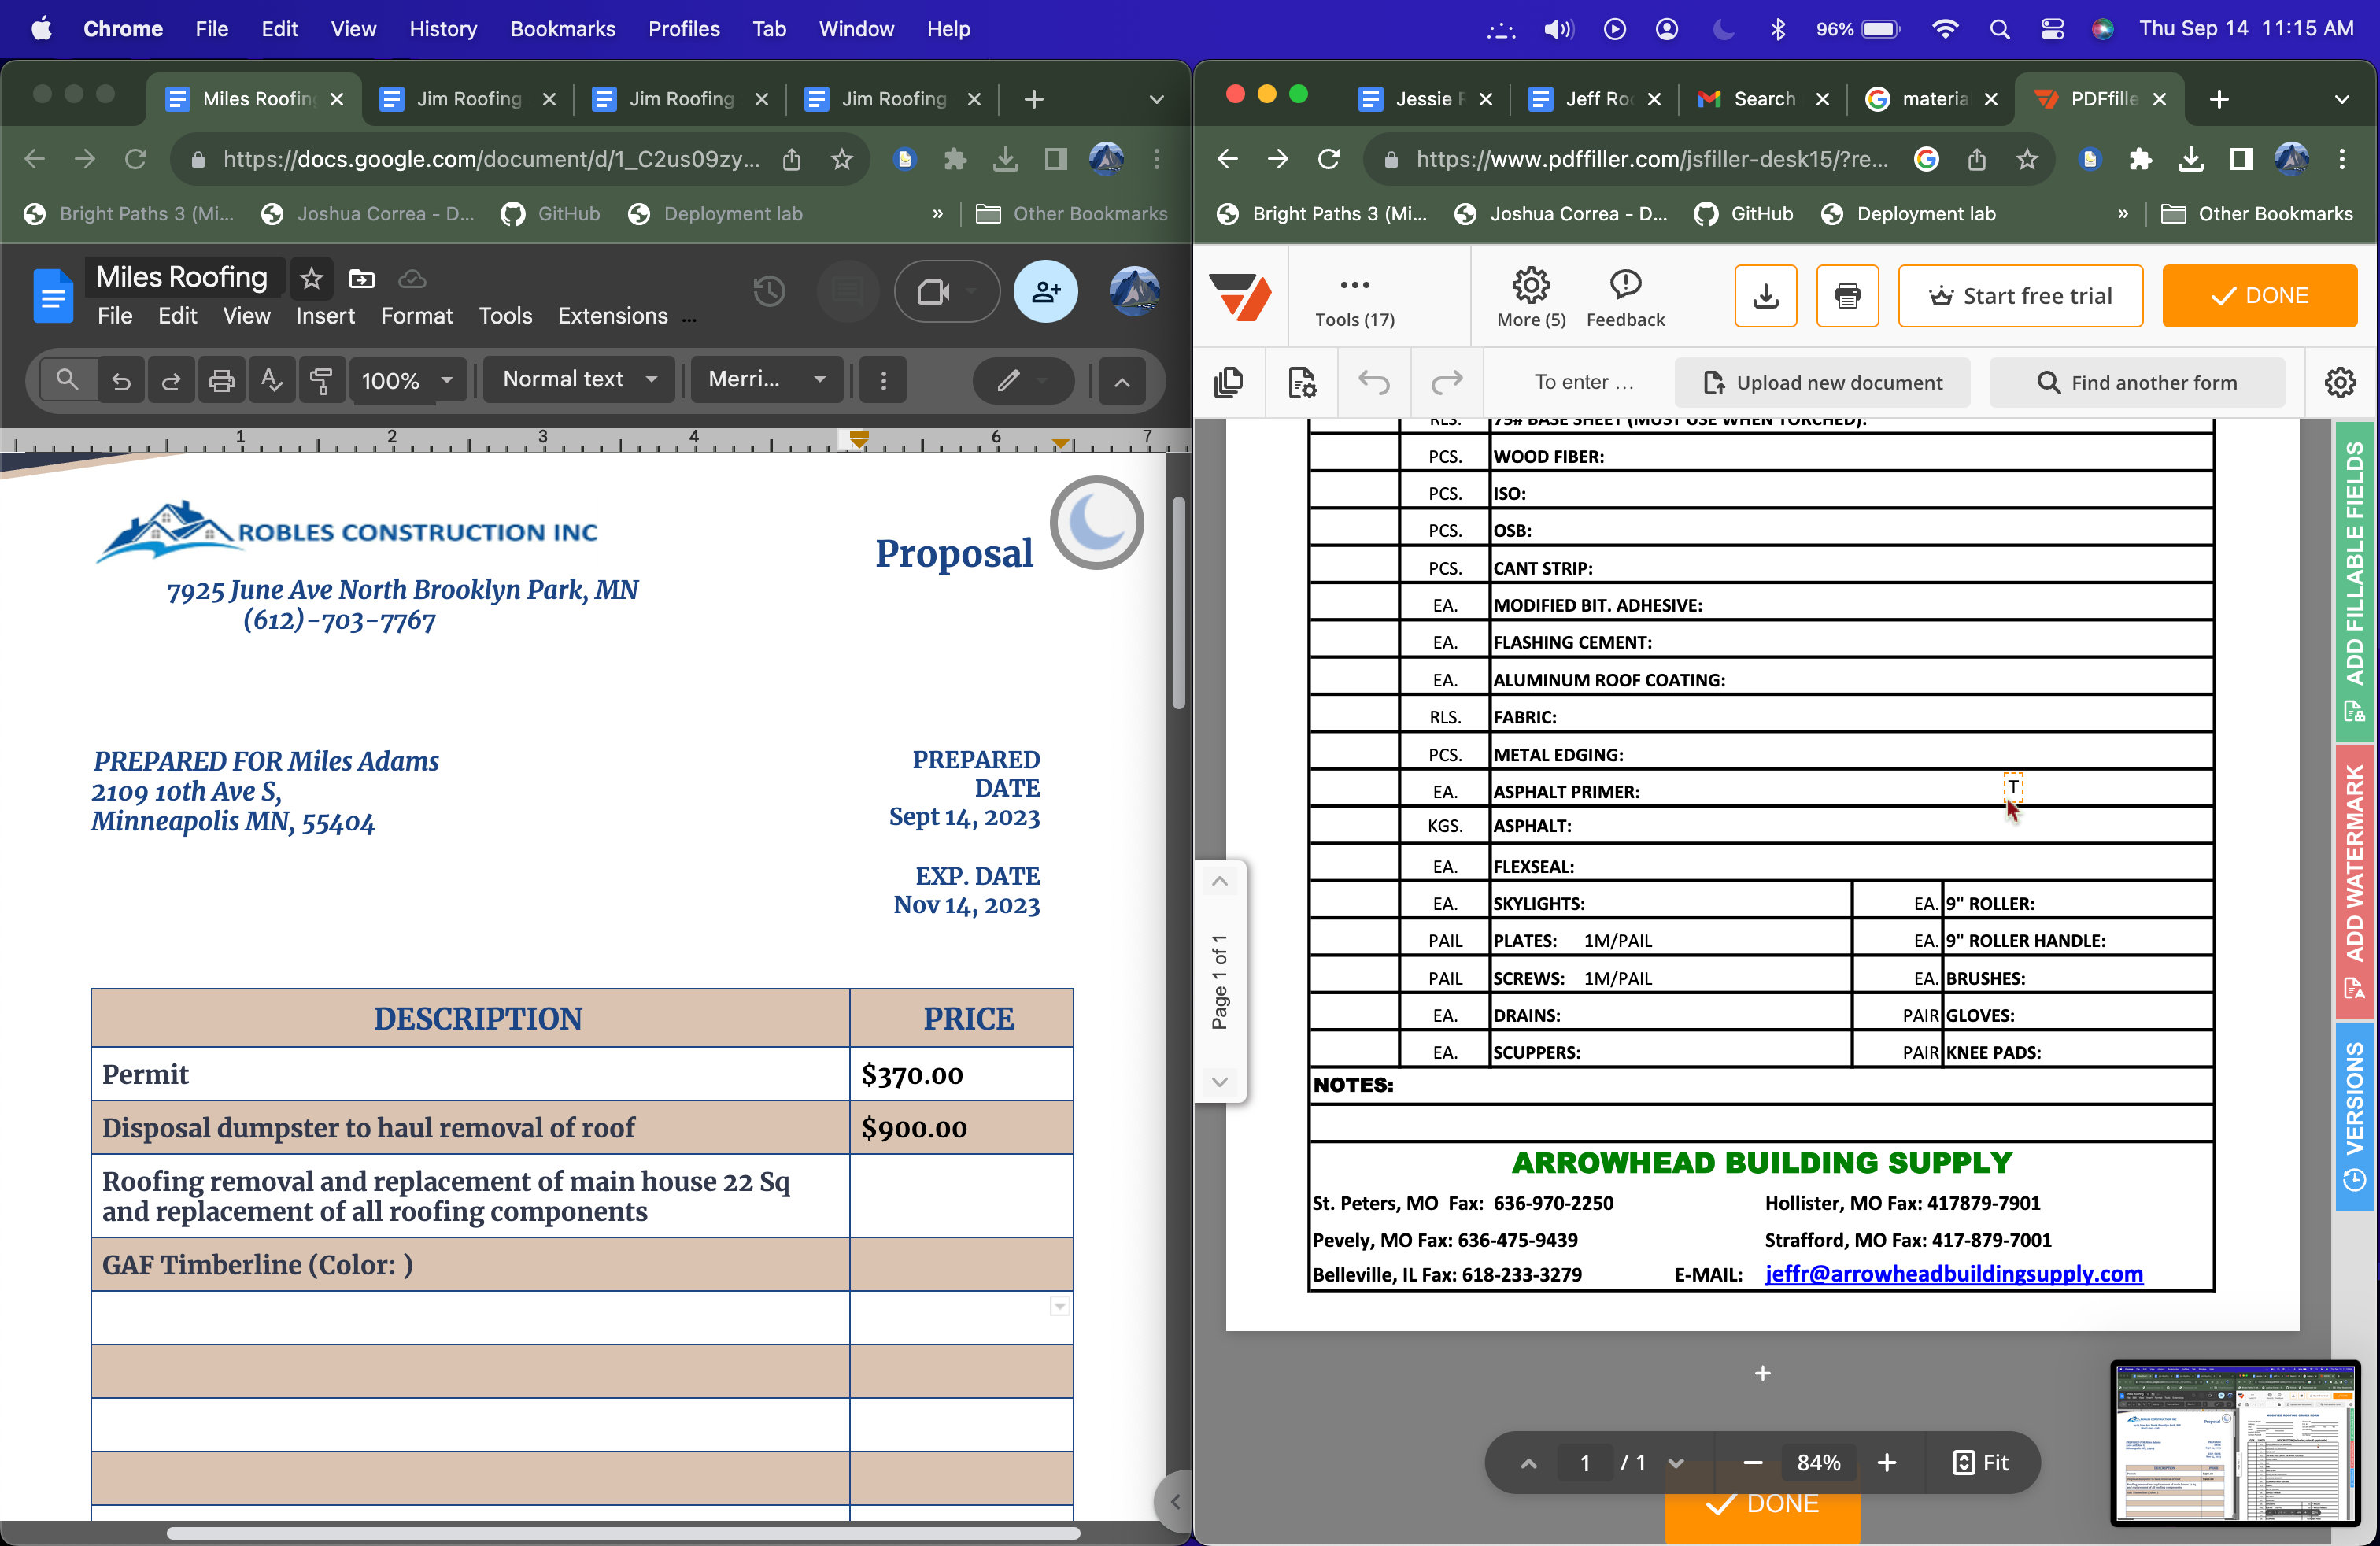 Chrome File Edit View History Bookmarks Profiles Tab Window Help
96% Thu Sep 14 11:15 AM
Miles Roofing
Jim Roofing
Jim Roofing
Jim Roofing
https://docs.google.com/document/d/1_C2us09zy...
Bright Paths 3 (Mi...
Joshua Correa - D...
GitHub
Deployment lab
»
Other Bookmarks
Miles Roofing
File Edit View Insert Format Tools Extensions ...
100% Normal text Merri...
1 2 3 4 6 7
ROBLES CONSTRUCTION INC
Proposal
7925 June Ave North Brooklyn Park, MN
(612)-703-7767
PREPARED FOR Miles Adams
2109 10th Ave S,
Minneapolis MN, 55404
PREPARED
DATE
Sept 14, 2023
EXP. DATE
Nov 14, 2023
DESCRIPTION PRICE
Permit $370.00
Disposal dumpster to haul removal of roof $900.00
Roofing removal and replacement of main house 22 Sq
and replacement of all roofing components
GAF Timberline (Color: )
Jessie R
Jeff Roo
Search
materia
PDFfille
https://www.pdffiller.com/jsfiller-desk15/?re...
Bright Paths 3 (Mi...
Joshua Correa - D...
GitHub
Deployment lab
»
Other Bookmarks
Tools (17)
More (5)
Feedback
Start free trial
DONE
To enter ...
Upload new document
Find another form
RLS. 75# BASE SHEET (MUST USE WHEN TORCHED):
PCS. WOOD FIBER:
PCS. ISO:
PCS. OSB:
PCS. CANT STRIP:
EA. MODIFIED BIT. ADHESIVE:
EA. FLASHING CEMENT:
EA. ALUMINUM ROOF COATING:
RLS. FABRIC:
PCS. METAL EDGING:
EA. ASPHALT PRIMER:
T
KGS. ASPHALT:
EA. FLEXSEAL:
EA. SKYLIGHTS: EA. 9" ROLLER:
PAIL PLATES: 1M/PAIL EA. 9" ROLLER HANDLE:
PAIL SCREWS: 1M/PAIL EA. BRUSHES:
EA. DRAINS: PAIR GLOVES:
EA. SCUPPERS: PAIR KNEE PADS:
NOTES:
ARROWHEAD BUILDING SUPPLY
St. Peters, MO Fax: 636-970-2250 Hollister, MO Fax: 417879-7901
Pevely, MO Fax: 636-475-9439 Strafford, MO Fax: 417-879-7001
Belleville, IL Fax: 618-233-3279 E-MAIL: jeffr@arrowheadbuildingsupply.com
Page 1 of 1
ADD FILLABLE FIELDS
ADD WATERMARK
VERSIONS
1 / 1 84% Fit
DONE